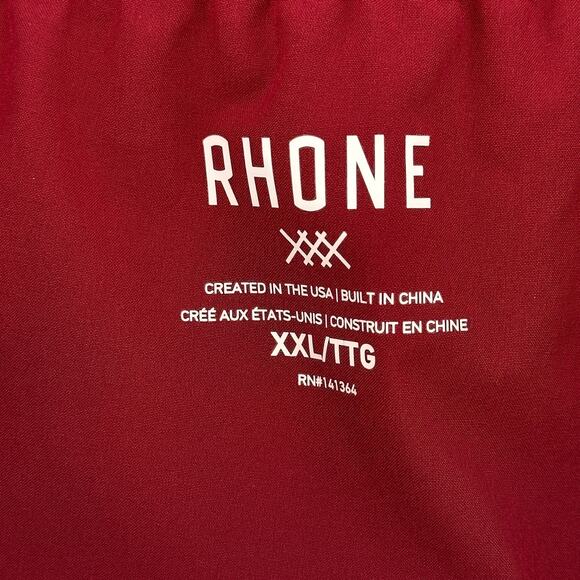 RHONE
CREATED IN THE USA | BUILT IN CHINA
CRÉÉ AUX ÉTATS-UNIS | CONSTRUIT EN CHINE
XXL/TTG
RN#141364